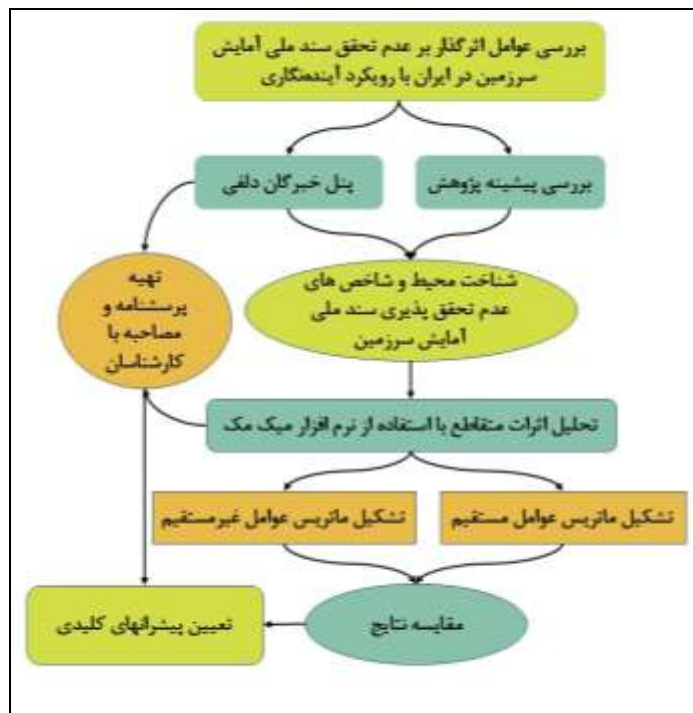 بررسی عوامل اثرگذار بر عدم تحقق سند ملی آمایش
سرزمین در ایران با رویکرد آینده‌نگاری
بررسی پیشینه پژوهش
پنل خبرگان دلفی
شناخت محیط و شاخص های
عدم تحقق پذیری سند ملی
آمایش سرزمین
تهیه
پرسشنامه و
مصاحبه با
کارشناسان
تحلیل اثرات متقاطع با استفاده از نرم افزار میک مک
تشکیل ماتریس عوامل مستقیم
تشکیل ماتریس عوامل غیرمستقیم
مقایسه نتایج
تعیین پیشرانهای کلیدی